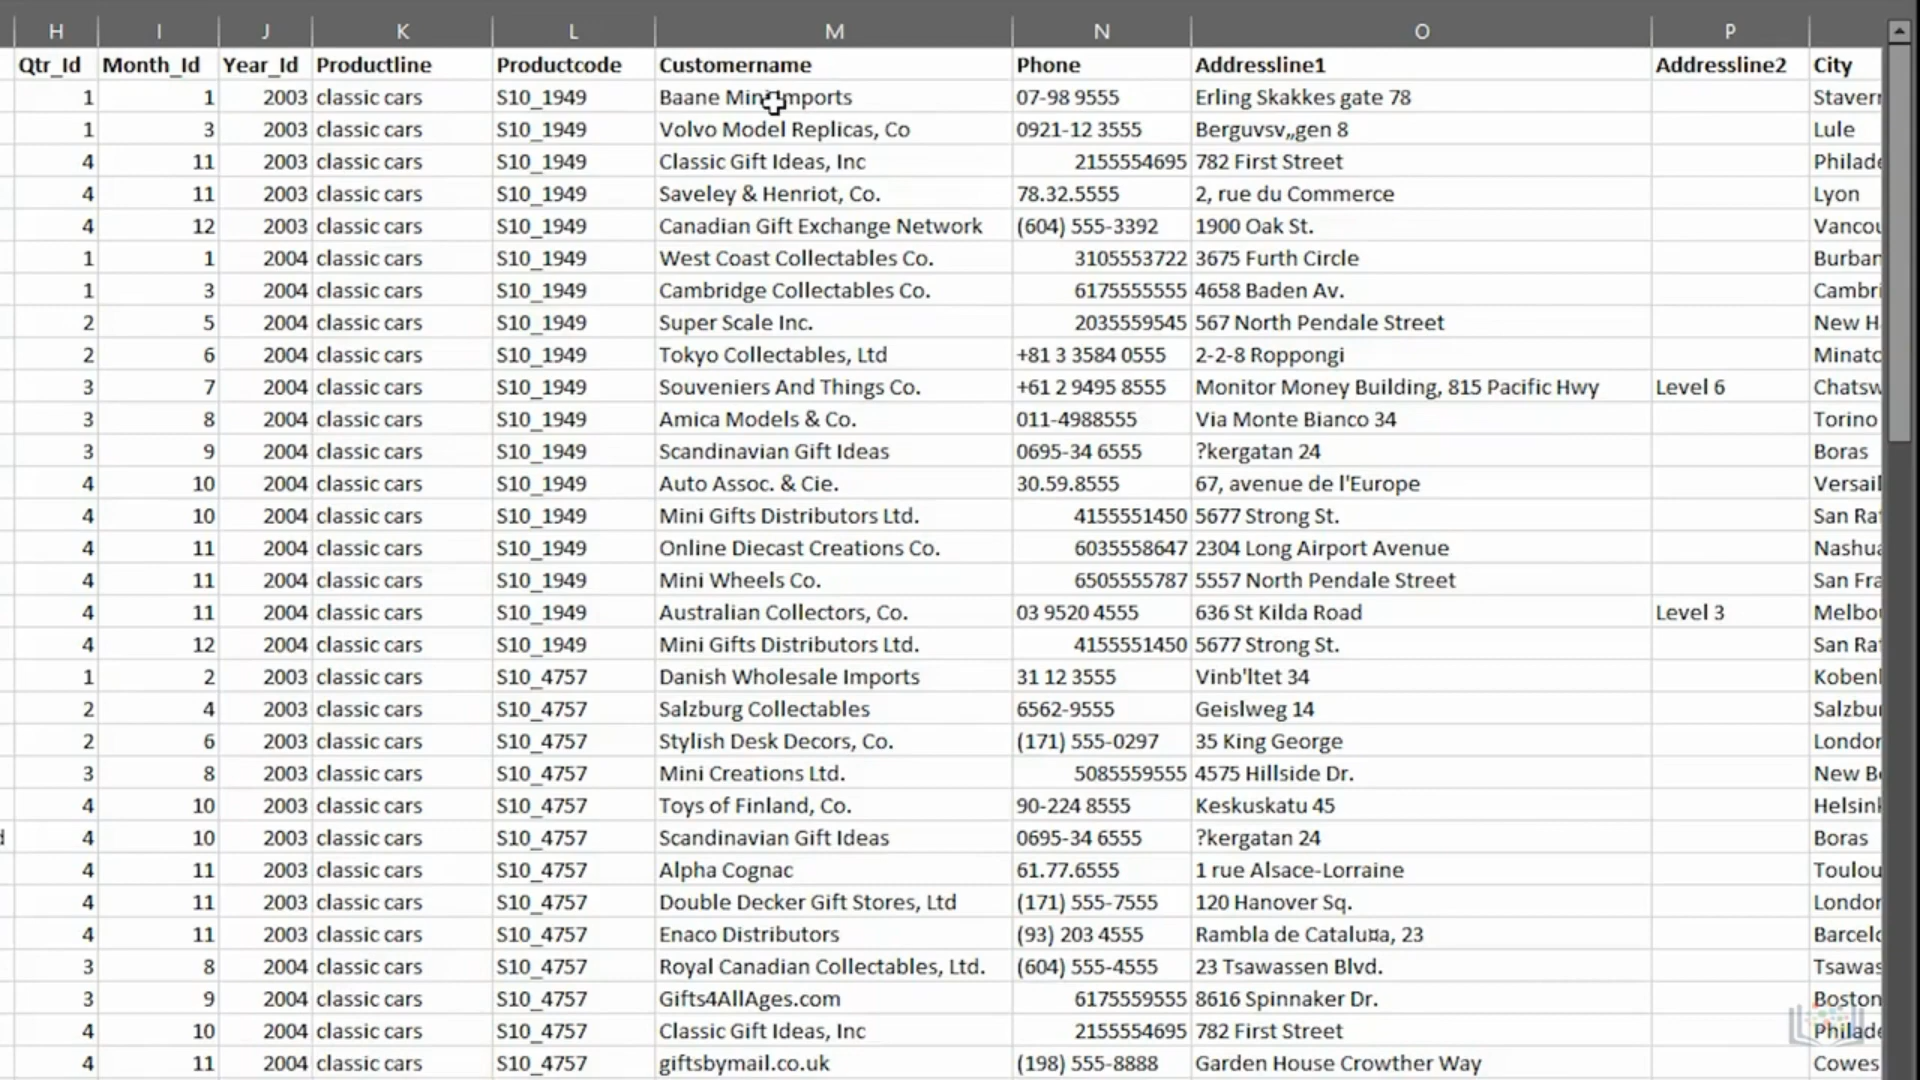 H I J K L M N O P
Qtr_Id Month_Id Year_Id Productline Productcode Customername Phone Addressline1 Addressline2 City
1 1 2003 classic cars S10_1949 Baane Mini Imports 07-98 9555 Erling Skakkes gate 78 Stavern
1 3 2003 classic cars S10_1949 Volvo Model Replicas, Co 0921-12 3555 Berguvsv„gen 8 Lule
4 11 2003 classic cars S10_1949 Classic Gift Ideas, Inc 2155554695 782 First Street Philade
4 11 2003 classic cars S10_1949 Saveley & Henriot, Co. 78.32.5555 2, rue du Commerce Lyon
4 12 2003 classic cars S10_1949 Canadian Gift Exchange Network (604) 555-3392 1900 Oak St. Vancou
1 1 2004 classic cars S10_1949 West Coast Collectables Co. 3105553722 3675 Furth Circle Burban
1 3 2004 classic cars S10_1949 Cambridge Collectables Co. 6175555555 4658 Baden Av. Cambri
2 5 2004 classic cars S10_1949 Super Scale Inc. 2035559545 567 North Pendale Street New H
2 6 2004 classic cars S10_1949 Tokyo Collectables, Ltd +81 3 3584 0555 2-2-8 Roppongi Minato
3 7 2004 classic cars S10_1949 Souveniers And Things Co. +61 2 9495 8555 Monitor Money Building, 815 Pacific Hwy Level 6 Chatsw
3 8 2004 classic cars S10_1949 Amica Models & Co. 011-4988555 Via Monte Bianco 34 Torino
3 9 2004 classic cars S10_1949 Scandinavian Gift Ideas 0695-34 6555 ?kergatan 24 Boras
4 10 2004 classic cars S10_1949 Auto Assoc. & Cie. 30.59.8555 67, avenue de l'Europe Versail
4 10 2004 classic cars S10_1949 Mini Gifts Distributors Ltd. 4155551450 5677 Strong St. San Raf
4 11 2004 classic cars S10_1949 Online Diecast Creations Co. 6035558647 2304 Long Airport Avenue Nashua
4 11 2004 classic cars S10_1949 Mini Wheels Co. 6505555787 5557 North Pendale Street San Fra
4 11 2004 classic cars S10_1949 Australian Collectors, Co. 03 9520 4555 636 St Kilda Road Level 3 Melbou
4 12 2004 classic cars S10_1949 Mini Gifts Distributors Ltd. 4155551450 5677 Strong St. San Raf
1 2 2003 classic cars S10_4757 Danish Wholesale Imports 31 12 3555 Vinb'ltet 34 Kobenl
2 4 2003 classic cars S10_4757 Salzburg Collectables 6562-9555 Geislweg 14 Salzbur
2 6 2003 classic cars S10_4757 Stylish Desk Decors, Co. (171) 555-0297 35 King George London
3 8 2003 classic cars S10_4757 Mini Creations Ltd. 5085559555 4575 Hillside Dr. New Be
4 10 2003 classic cars S10_4757 Toys of Finland, Co. 90-224 8555 Keskuskatu 45 Helsink
d 4 10 2003 classic cars S10_4757 Scandinavian Gift Ideas 0695-34 6555 ?kergatan 24 Boras
4 11 2003 classic cars S10_4757 Alpha Cognac 61.77.6555 1 rue Alsace-Lorraine Toulou
4 11 2003 classic cars S10_4757 Double Decker Gift Stores, Ltd (171) 555-7555 120 Hanover Sq. London
4 11 2003 classic cars S10_4757 Enaco Distributors (93) 203 4555 Rambla de Catalu¤a, 23 Barcelo
3 8 2004 classic cars S10_4757 Royal Canadian Collectables, Ltd. (604) 555-4555 23 Tsawassen Blvd. Tsawas
3 9 2004 classic cars S10_4757 Gifts4AllAges.com 6175559555 8616 Spinnaker Dr. Boston
4 10 2004 classic cars S10_4757 Classic Gift Ideas, Inc 2155554695 782 First Street Philade
4 11 2004 classic cars S10_4757 giftsbymail.co.uk (198) 555-8888 Garden House Crowther Way Cowes